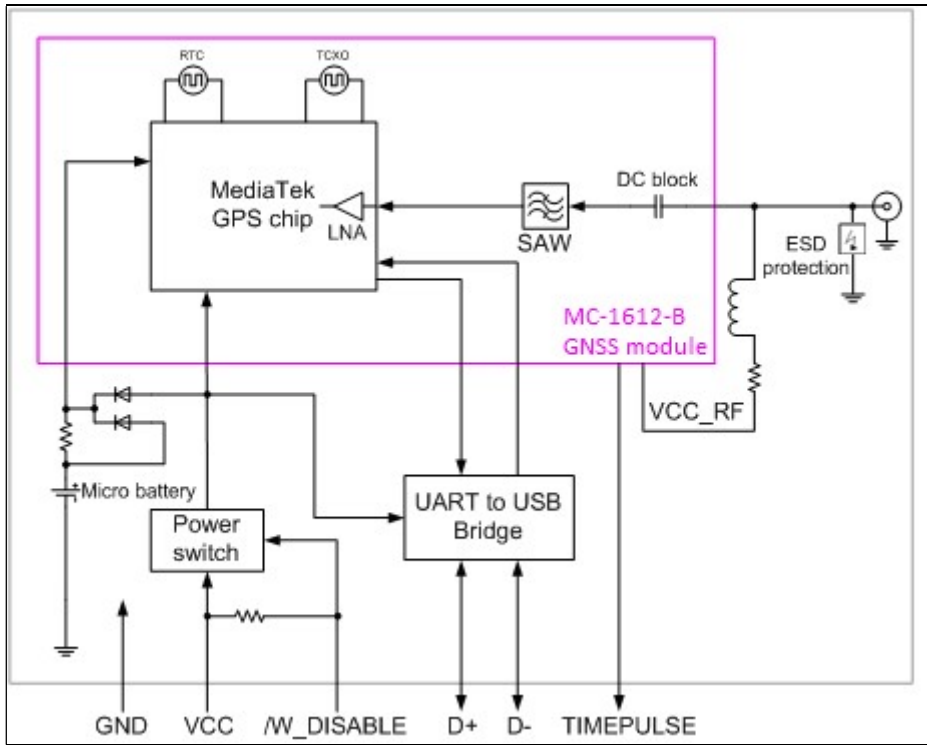 RTC
TCXO
MediaTek
GPS chip
LNA
SAW
DC block
ESD
protection
MC-1612-B
GNSS module
VCC_RF
Micro battery
Power
switch
UART to USB
Bridge
GND
VCC
/W_DISABLE
D+
D-
TIMEPULSE